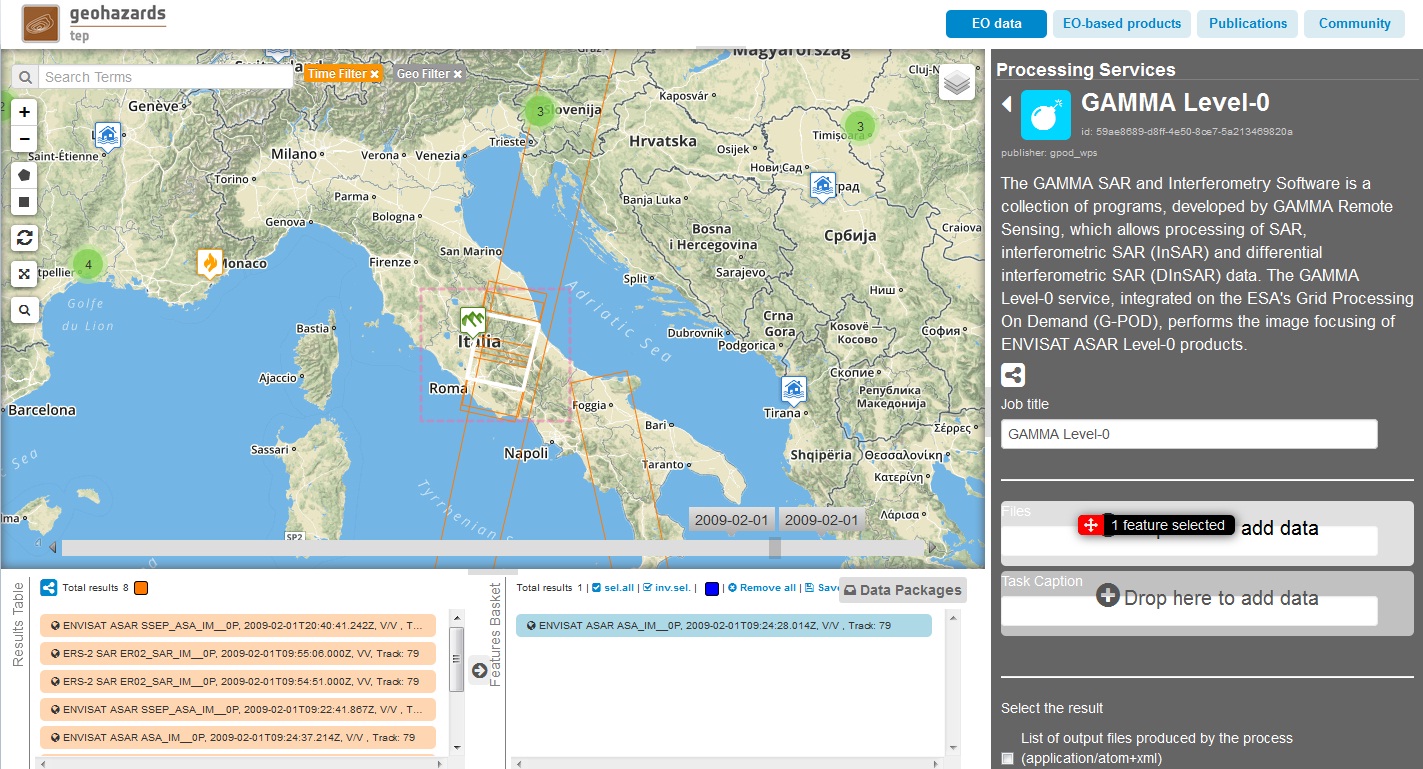 geohazards
tep
EO data
EO-based products
Publications
Community
Search Terms
Time Filter ×
Geo Filter ×
Magyarország
Cluj-N
Genève
Saint-Étienne
Milano
Verona
Venezia
Trieste
Slovenija
3
3
4
2
Kaposvár
Hrvatska
Osijek
Timișoara
Нови Сад
Torino
Parma
Bologna
Genova
San Marino
Firenze
Monaco
tpellier
Golfe
du Lion
Banja Luka
Bosna
i Hercegovina
Sarajevo
Србија
Craiova
Split
Adriatic Sea
Ниш
Dubrovnik
Crna
Gora
Podgorica
Kosovë —
Косово
София
Bastia
Ajaccio
Italia
Roma
Foggia
Bari
Napoli
Taranto
Tirana
Скопие
Република
Македонија
Barcelona
Sassari
Shqipëria
Θεσσαλονίκη
Σέρρες
Κατερίνη
Λάρισα
Tyrrhenian
SP2
2009-02-01
2009-02-01
Results Table
Total results 8
ENVISAT ASAR SSEP_ASA_IM__0P, 2009-02-01T20:40:41.242Z, V/V , T...
ERS-2 SAR ER02_SAR_IM__0P, 2009-02-01T09:55:06.000Z, VV, Track: 79
ERS-2 SAR ER02_SAR_IM__0P, 2009-02-01T09:54:51.000Z, VV, Track: 79
ENVISAT ASAR SSEP_ASA_IM__0P, 2009-02-01T09:22:41.867Z, V/V , T...
ENVISAT ASAR ASA_IM__0P, 2009-02-01T09:24:37.214Z, V/V , Track: 79
Features Basket
Total results 1 | sel.all | inv.sel. | | Remove all | Save
Data Packages
ENVISAT ASAR ASA_IM__0P, 2009-02-01T09:24:28.014Z, V/V , Track: 79
Processing Services
GAMMA Level-0
id: 59ae8689-d8ff-4e50-8ce7-5a213469820a
publisher: gpod_wps
The GAMMA SAR and Interferometry Software is a
collection of programs, developed by GAMMA Remote
Sensing, which allows processing of SAR,
interferometric SAR (InSAR) and differential
interferometric SAR (DInSAR) data. The GAMMA
Level-0 service, integrated on the ESA's Grid Processing
On Demand (G-POD), performs the image focusing of
ENVISAT ASAR Level-0 products.
Job title
GAMMA Level-0
Files
1 feature selected
add data
Task Caption
Drop here to add data
Select the result
List of output files produced by the process
(application/atom+xml)